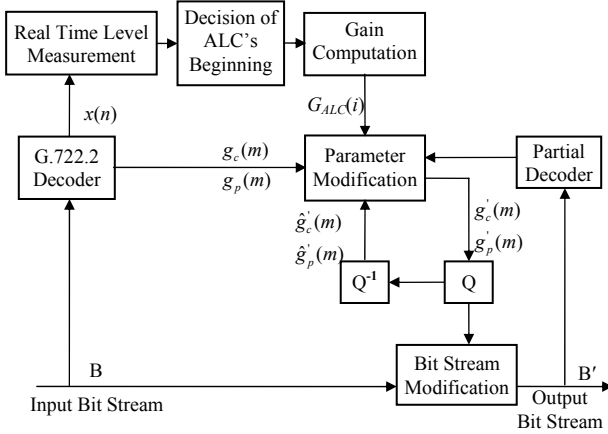 Real Time Level
Measurement
Decision of
ALC's
Beginning
Gain
Computation
x(n)
G_ALC(i)
G.722.2
Decoder
g_c(m)
g_p(m)
Parameter
Modification
Partial
Decoder
ĝ'_c(m)
ĝ'_p(m)
g'_c(m)
g'_p(m)
Q⁻¹
Q
B
Input Bit Stream
Bit Stream
Modification
B′
Output
Bit Stream